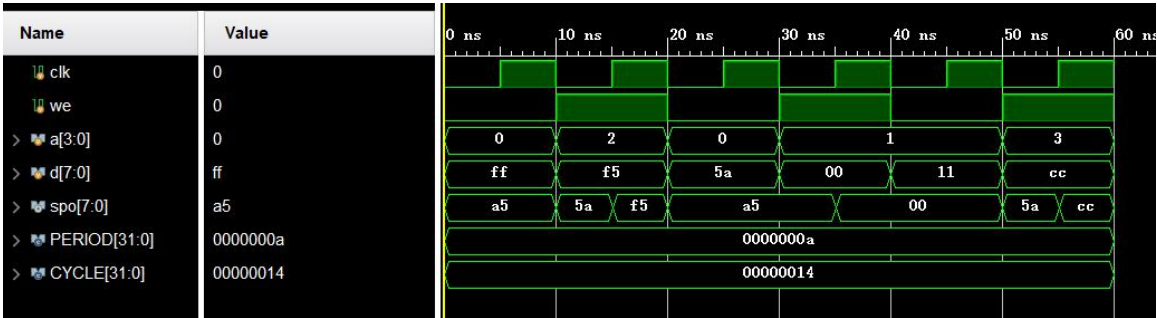 Name Value 0 ns 10 ns 20 ns 30 ns 40 ns 50 ns 60 ns
clk 0
we 0
a[3:0] 0 0 2 0 1 3
d[7:0] ff ff f5 5a 00 11 cc
spo[7:0] a5 a5 5a f5 a5 00 5a cc
PERIOD[31:0] 0000000a 0000000a
CYCLE[31:0] 00000014 00000014